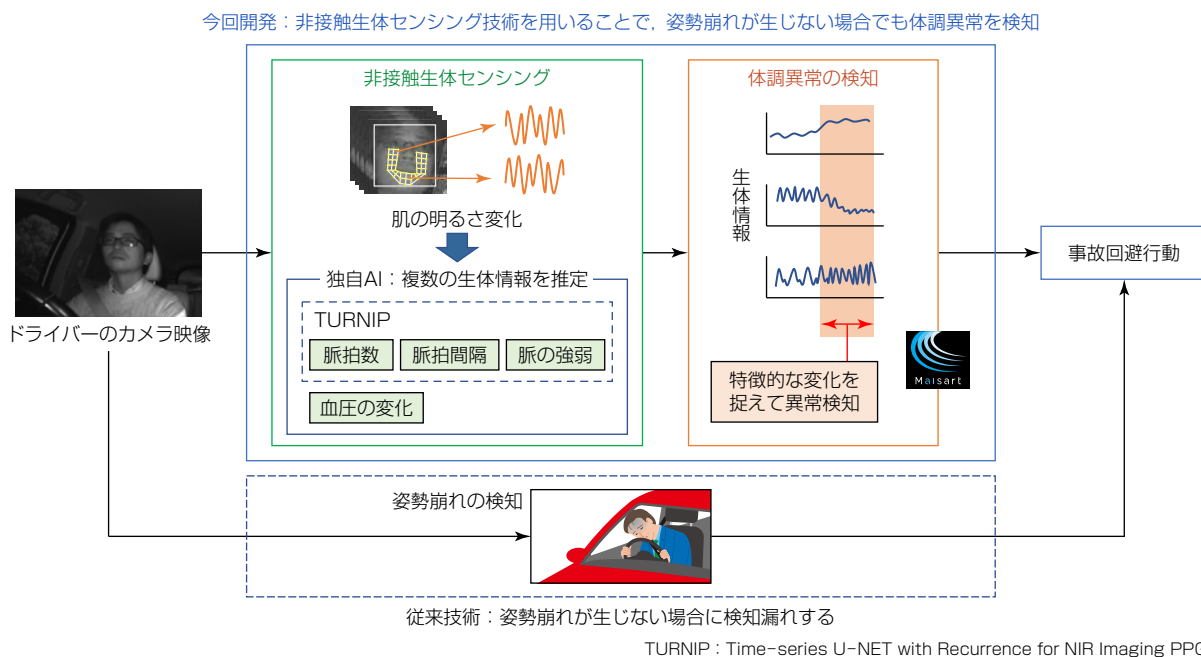 今回開発：非接触生体センシング技術を用いることで，姿勢崩れが生じない場合でも体調異常を検知
非接触生体センシング
肌の明るさ変化
独自AI：複数の生体情報を推定
TURNIP
脈拍数
脈拍間隔
脈の強弱
血圧の変化
体調異常の検知
生体情報
特徴的な変化を
捉えて異常検知
Maisart
事故回避行動
ドライバーのカメラ映像
姿勢崩れの検知
従来技術：姿勢崩れが生じない場合に検知漏れする
TURNIP：Time-series U-NET with Recurrence for NIR Imaging PPG